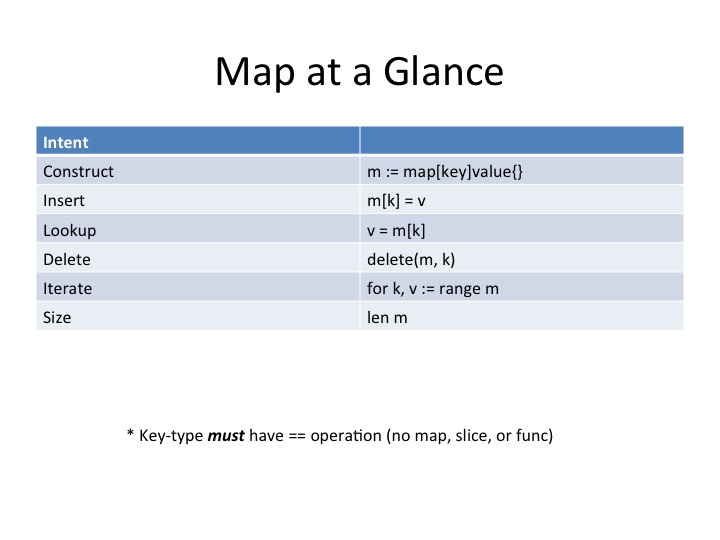 Map at a Glance
Intent
Construct m := map[key]value{}
Insert m[k] = v
Lookup v = m[k]
Delete delete(m, k)
Iterate for k, v := range m
Size len m
* Key-type must have == operation (no map, slice, or func)